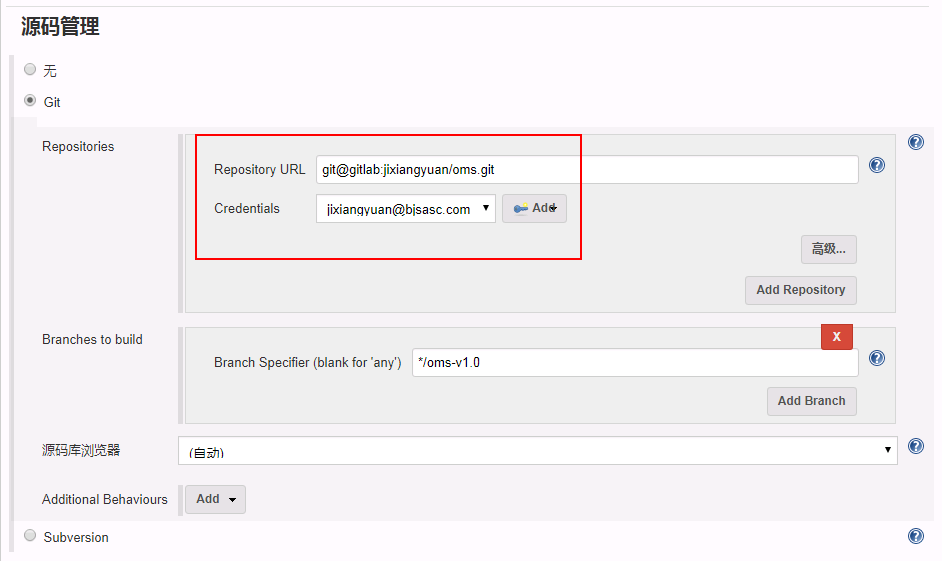 源码管理
无
Git
Repositories
Repository URL git@gitlab:jixiangyuan/oms.git
Credentials jixiangyuan@bjsasc.com Add
高级...
Add Repository
Branches to build
X
Branch Specifier (blank for 'any') */oms-v1.0
Add Branch
源码库浏览器 (自动)
Additional Behaviours Add
Subversion